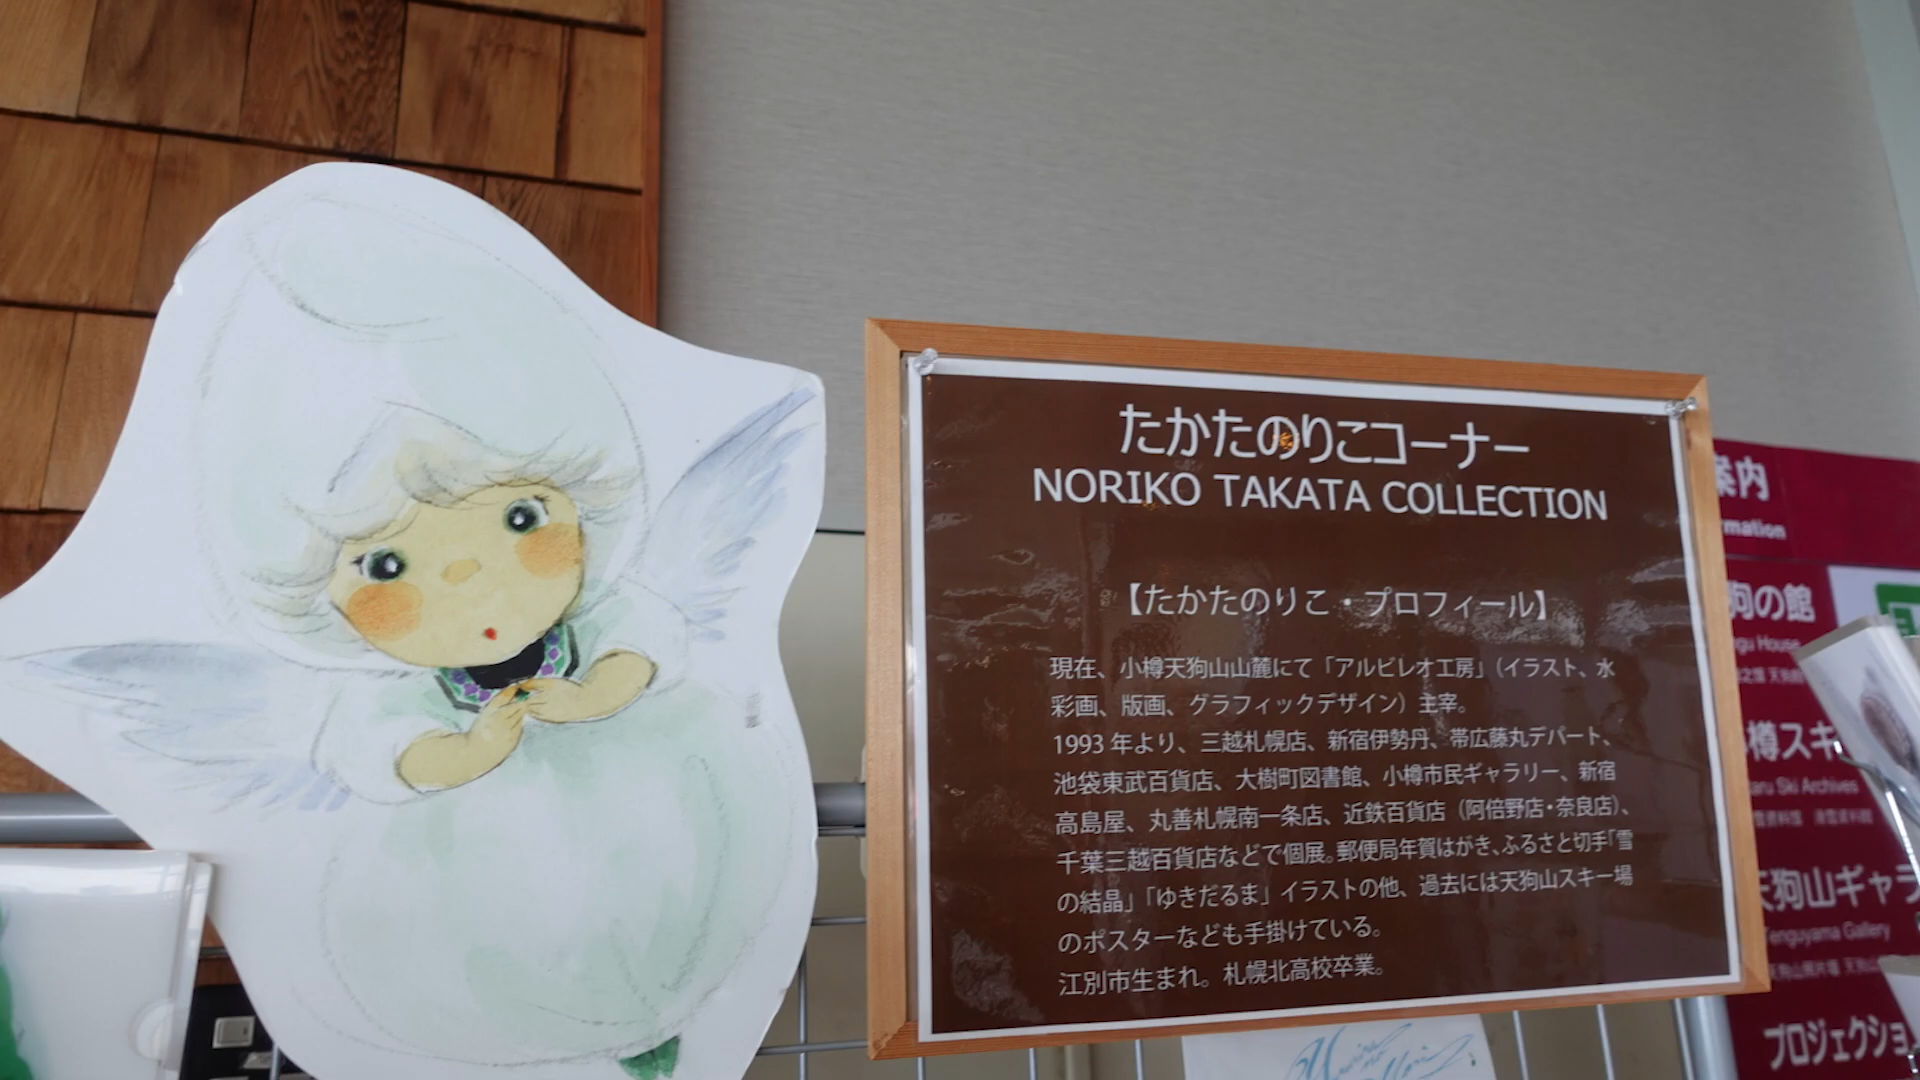 たかたのりこコーナー
NORIKO TAKATA COLLECTION
【たかたのりこ・プロフィール】
現在、小樽天狗山山麓にて「アルビレオ工房」（イラスト、水
彩画、版画、グラフィックデザイン）主宰。
1993年より、三越札幌店、新宿伊勢丹、帯広藤丸デパート、
池袋東武百貨店、大樹町図書館、小樽市民ギャラリー、新宿
高島屋、丸善札幌南一条店、近鉄百貨店（阿倍野店・奈良店）、
千葉三越百貨店などで個展。郵便局年賀はがき、ふるさと切手「雪
の結晶」「ゆきだるま」イラストの他、過去には天狗山スキー場
のポスターなども手掛けている。
江別市生まれ。札幌北高校卒業。
案内
mation
狗の館
ngu House
樽スキ
aru Ski Archives
天狗山ギャラ
Tenguyama Gallery
プロジェクショ